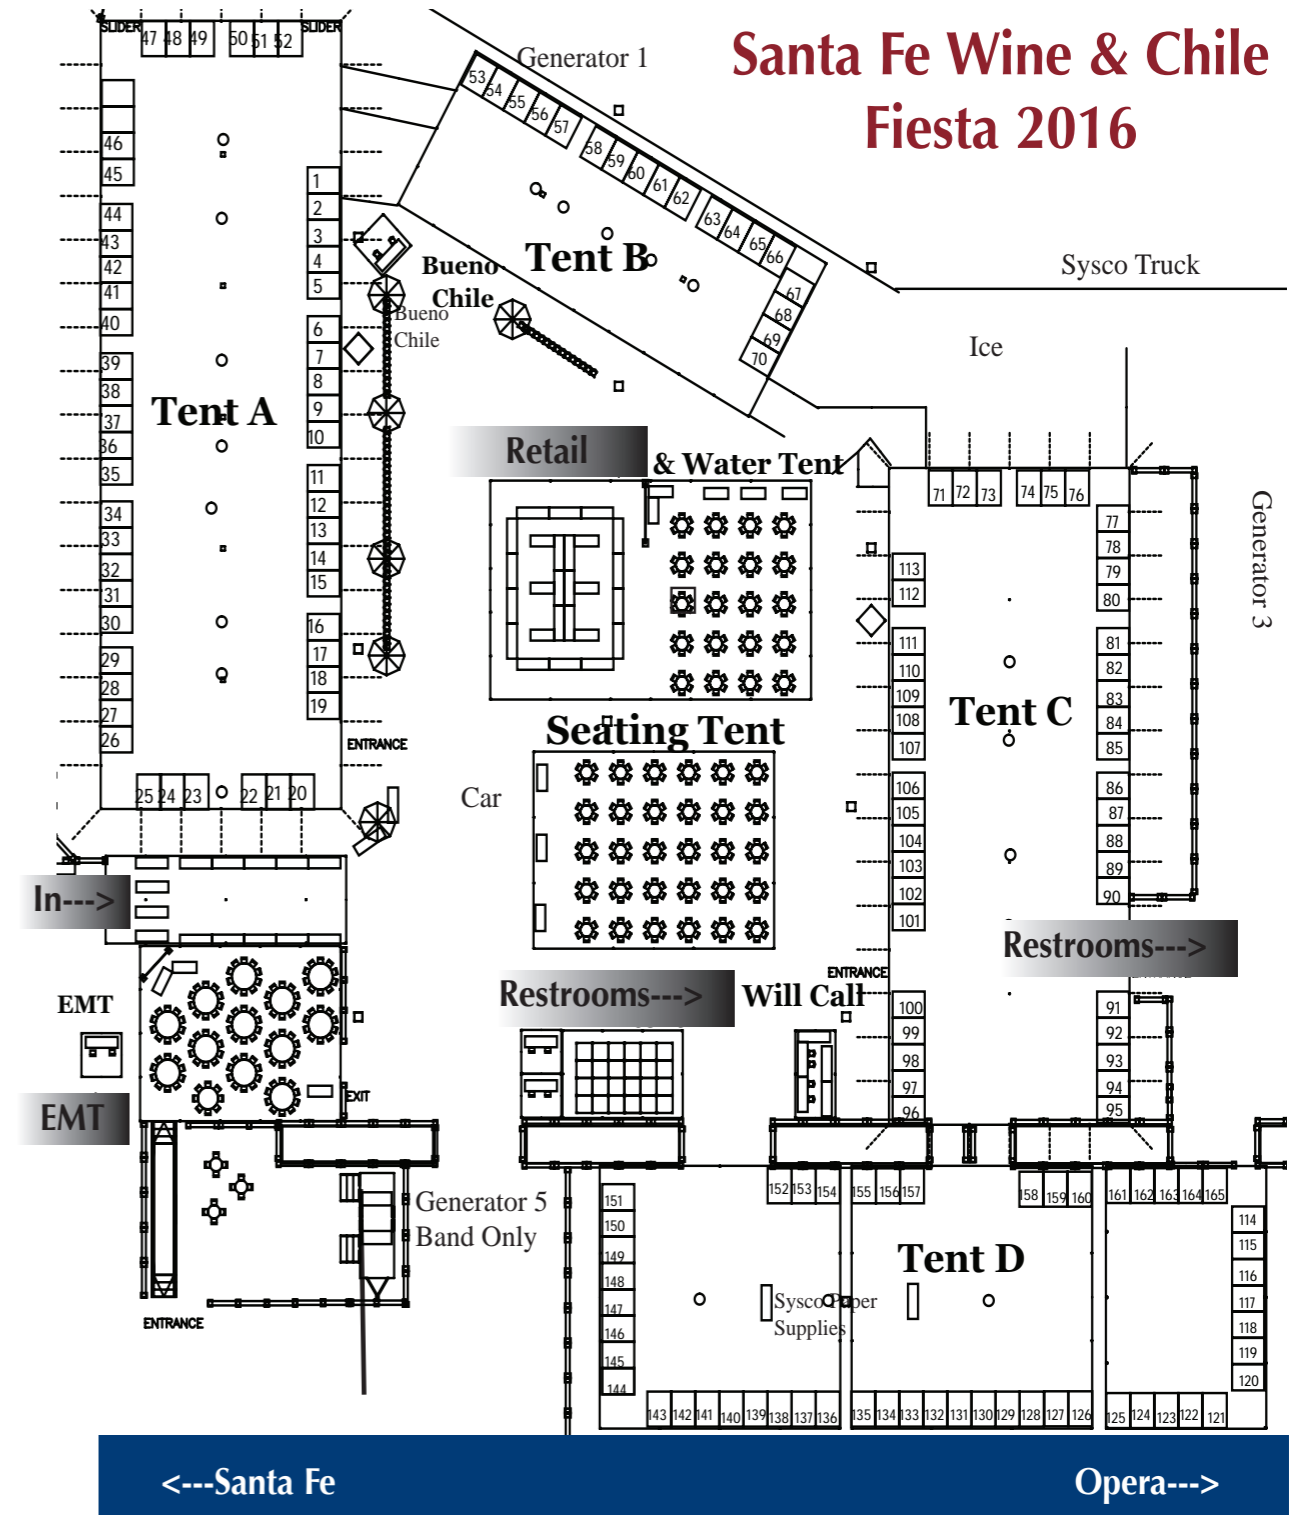 Santa Fe Wine & Chile
Fiesta 2016
SLIDER
47 48 49
50 51 52
SLIDER
Generator 1
53 54 55 56 57
58 59 60 61 62
63 64 65 66
67
68
69
70
Tent B
Sysco Truck
Ice
46
45
44
43
42
41
40
39
38
37
36
35
34
33
32
31
30
29
28
27
26
Tent A
1
2
3
4
5
6
7
8
9
10
11
12
13
14
15
16
17
18
19
25 24 23
22 21 20
ENTRANCE
Bueno
Chile
Bueno
Chile
Retail
& Water Tent
Seating Tent
Car
71 72 73
74 75 76
77
78
79
80
81
82
83
84
85
86
87
88
89
90
91
92
93
94
95
Generator 3
113
112
111
110
109
108
107
106
105
104
103
102
101
100
99
98
97
96
Tent C
ENTRANCE
Restrooms--->
In--->
EMT
EMT
EXIT
Restrooms--->
Will Call
Generator 5
Band Only
ENTRANCE
152 153 154
155 156 157
158 159 160
161 162 163 164 165
151
150
149
148
147
146
145
144
Tent D
Sysco Paper
Supplies
114
115
116
117
118
119
120
143 142 141 140 139 138 137 136
135 134 133 132 131 130 129 128 127 126
125 124 123 122 121
<---Santa Fe
Opera--->